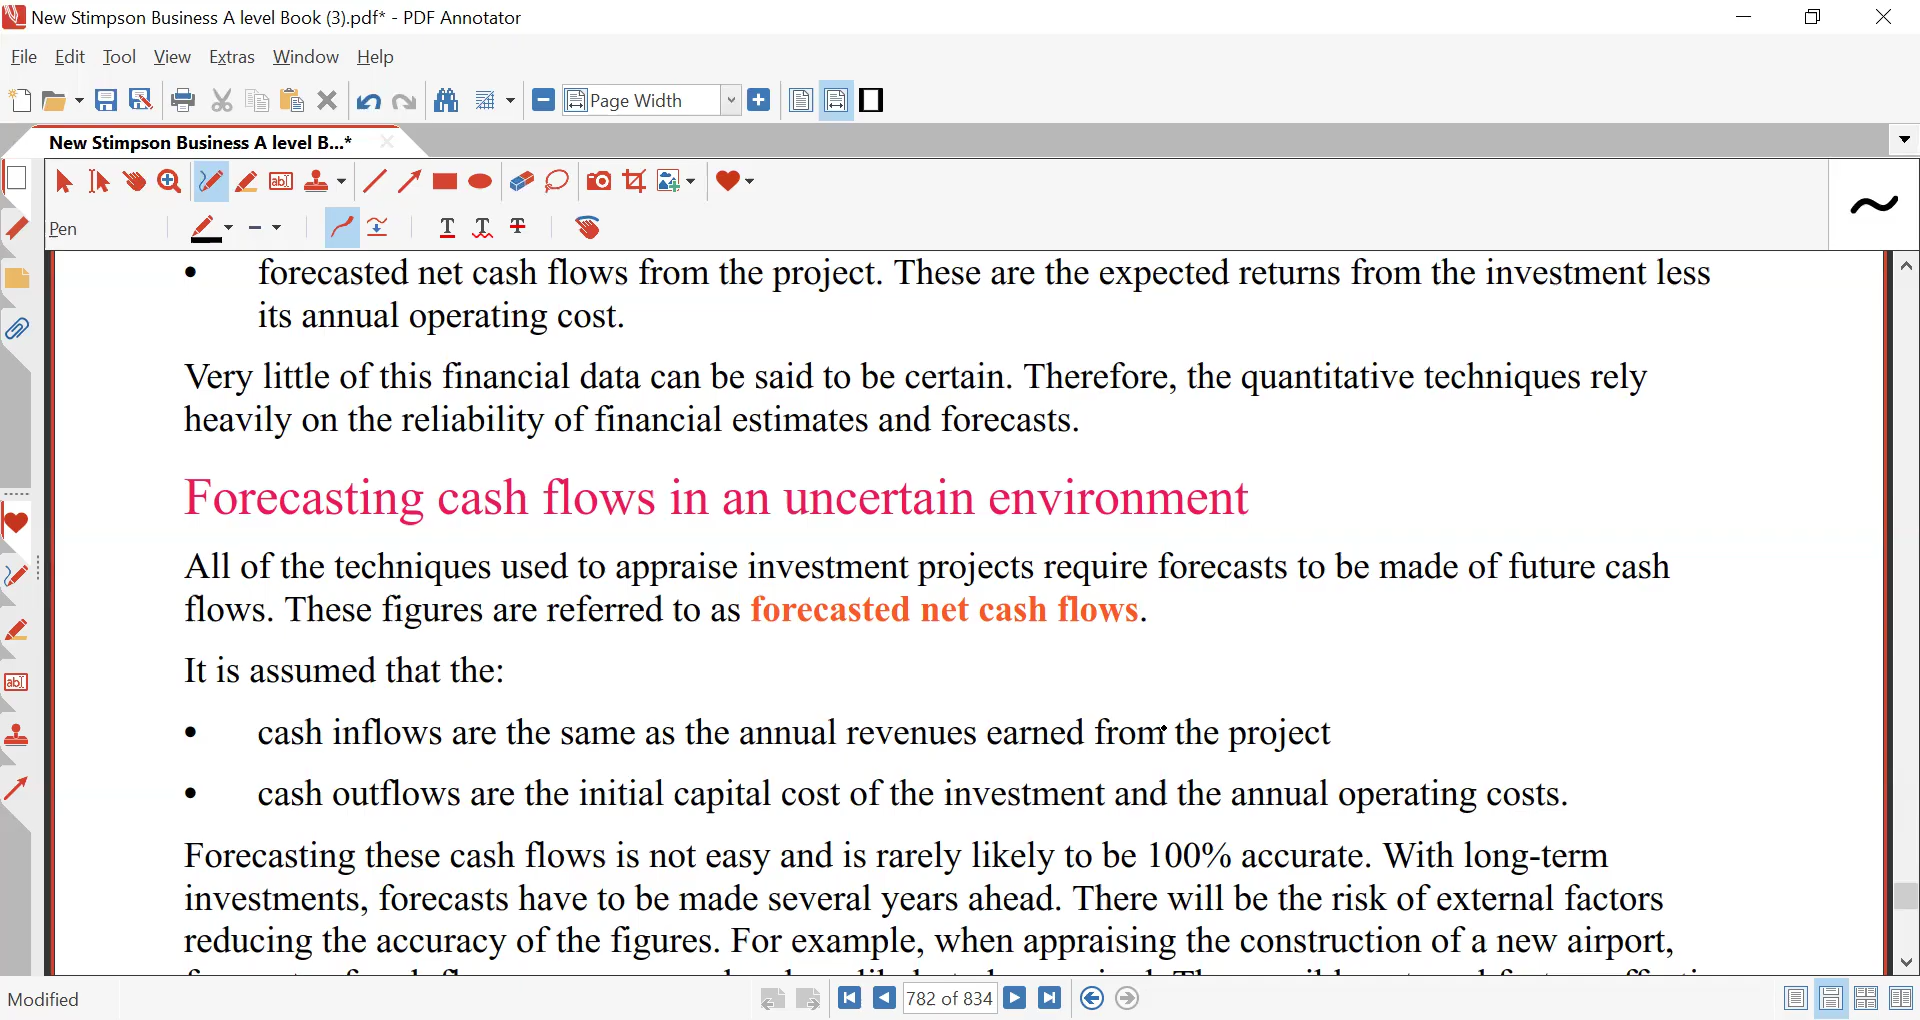 New Stimpson Business A level Book (3).pdf* - PDF Annotator
File Edit Tool View Extras Window Help
Page Width
New Stimpson Business A level B...*
Pen
• forecasted net cash flows from the project. These are the expected returns from the investment less
its annual operating cost.
Very little of this financial data can be said to be certain. Therefore, the quantitative techniques rely
heavily on the reliability of financial estimates and forecasts.
Forecasting cash flows in an uncertain environment
All of the techniques used to appraise investment projects require forecasts to be made of future cash
flows. These figures are referred to as forecasted net cash flows.
It is assumed that the:
• cash inflows are the same as the annual revenues earned from the project
• cash outflows are the initial capital cost of the investment and the annual operating costs.
Forecasting these cash flows is not easy and is rarely likely to be 100% accurate. With long-term
investments, forecasts have to be made several years ahead. There will be the risk of external factors
reducing the accuracy of the figures. For example, when appraising the construction of a new airport,
Modified
782 of 834